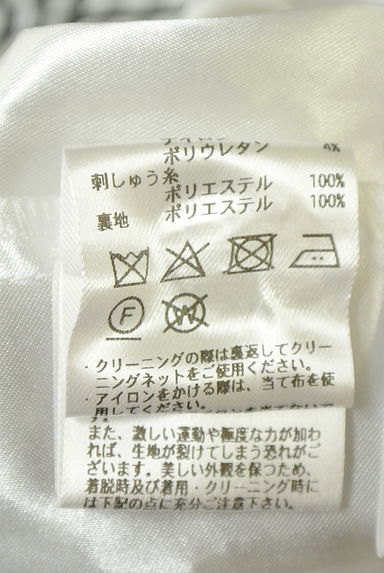 ポリウレタン 4%
刺しゅう糸
ポリエステル 100%
ポリエステル 100%
裏地
F
W
・クリーニングの際は裏返してクリー
ニングネットをご使用ください。
・アイロンをかける際は、当て布を使
用してください。
また、激しい運動や極度な力が加わ
れば、生地が裂けてしまう恐れがご
ざいます。美しい外観を保つため、
着脱時及び着用・クリーニング時に
は下記の点に充分ご注意下さい。